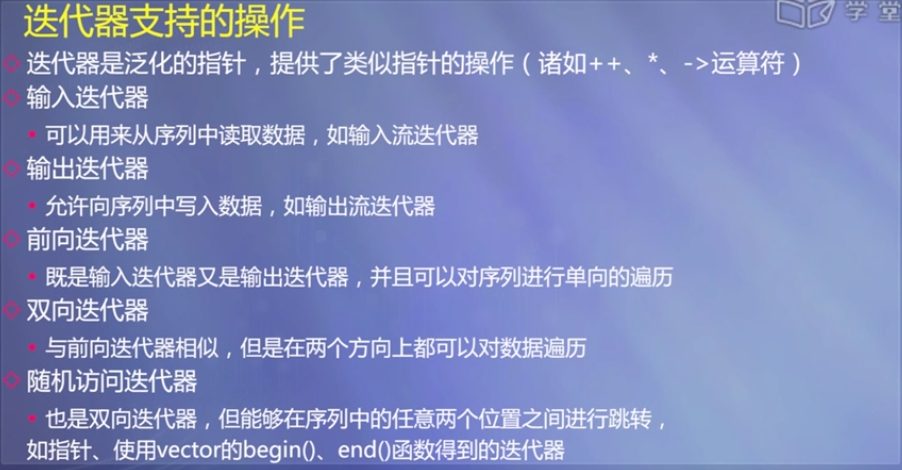 迭代器支持的操作
学堂
迭代器是泛化的指针，提供了类似指针的操作（诸如++、*、->运算符）
输入迭代器
可以用来从序列中读取数据，如输入流迭代器
输出迭代器
允许向序列中写入数据，如输出流迭代器
前向迭代器
既是输入迭代器又是输出迭代器，并且可以对序列进行单向的遍历
双向迭代器
与前向迭代器相似，但是在两个方向上都可以对数据遍历
随机访问迭代器
也是双向迭代器，但能够在序列中的任意两个位置之间进行跳转，
如指针、使用vector的begin()、end()函数得到的迭代器